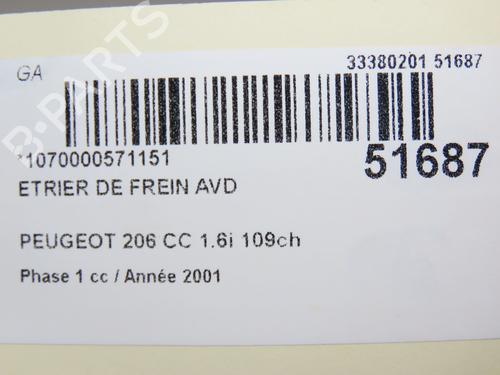 GA
33380201 51687
*1070000571151
51687
ETRIER DE FREIN AVD
PEUGEOT 206 CC 1.6i 109ch
Phase 1 cc / Année 2001
B-PARTS